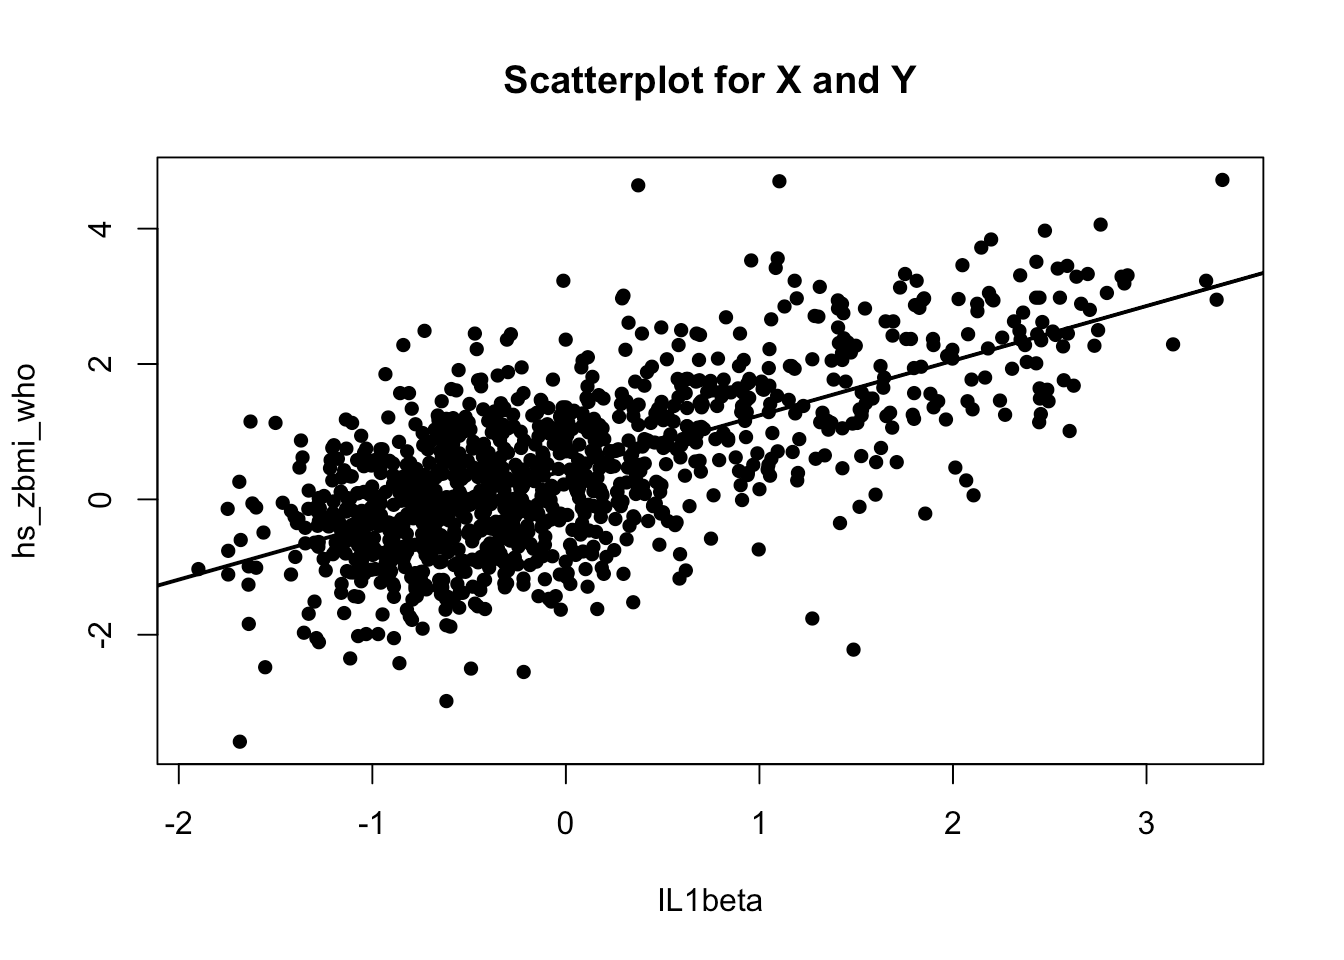 Scatterplot for X and Y
hs_zbmi_who
4
2
0
-2
-2 -1 0 1 2 3
IL1beta